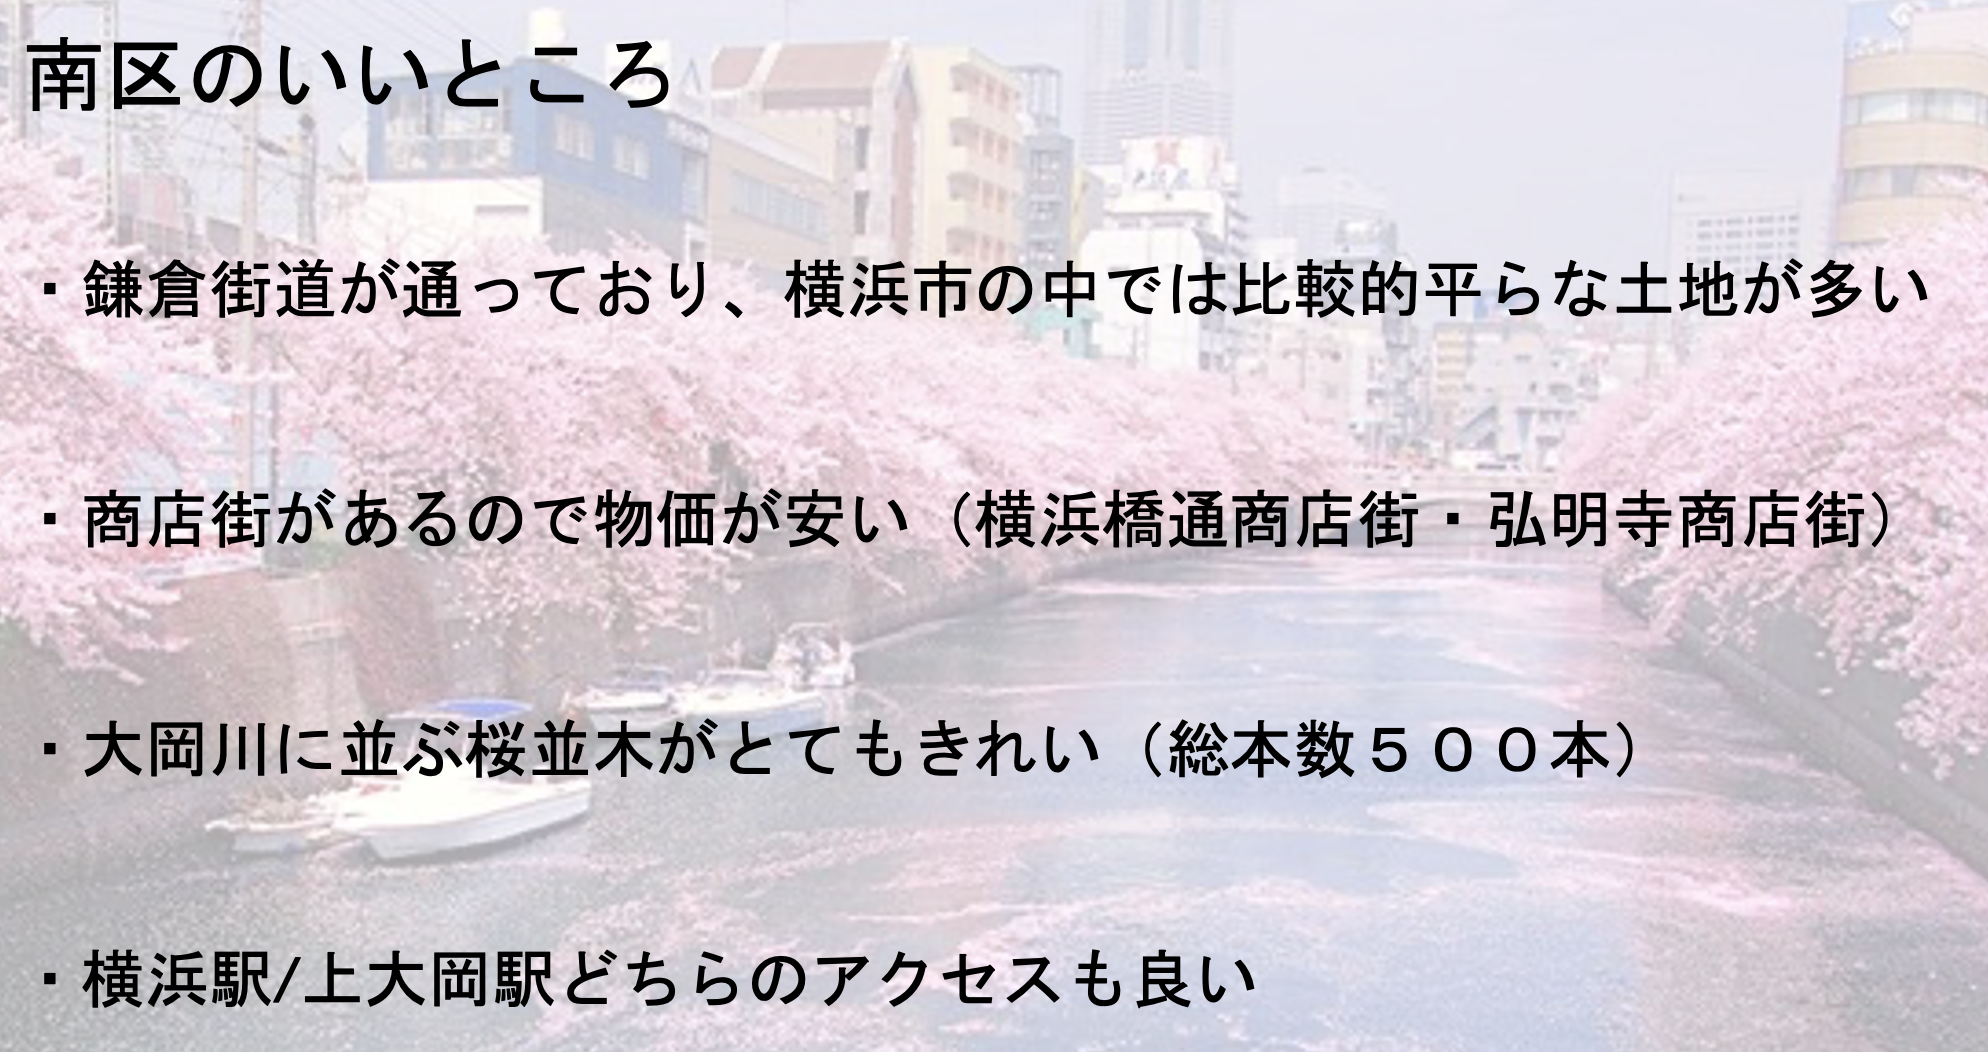 南区のいいところ
・鎌倉街道が通っており、横浜市の中では比較的平らな土地が多い
・商店街があるので物価が安い（横浜橋通商店街・弘明寺商店街）
・大岡川に並ぶ桜並木がとてもきれい（総本数５００本）
・横浜駅/上大岡駅どちらのアクセスも良い